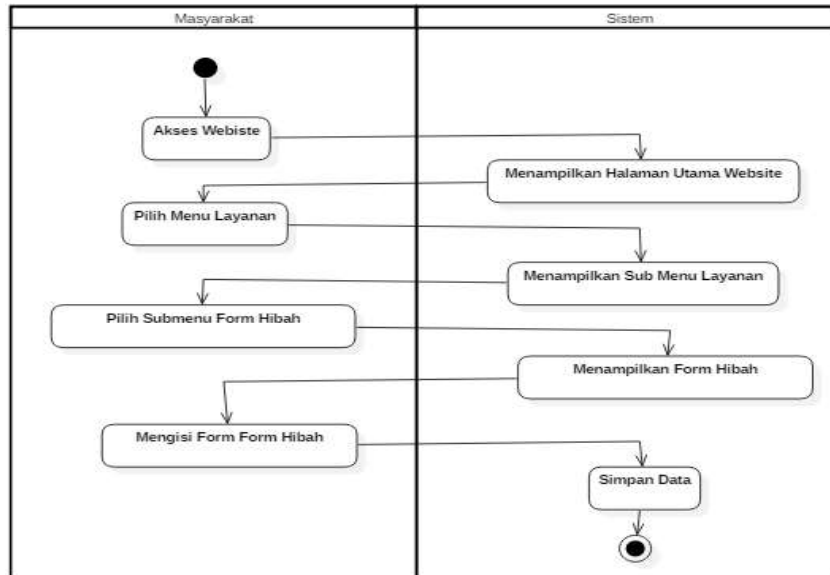 Masyarakat
Sistem
Akses Webiste
Menampilkan Halaman Utama Website
Pilih Menu Layanan
Menampilkan Sub Menu Layanan
Pilih Submenu Form Hibah
Menampilkan Form Hibah
Mengisi Form Form Hibah
Simpan Data